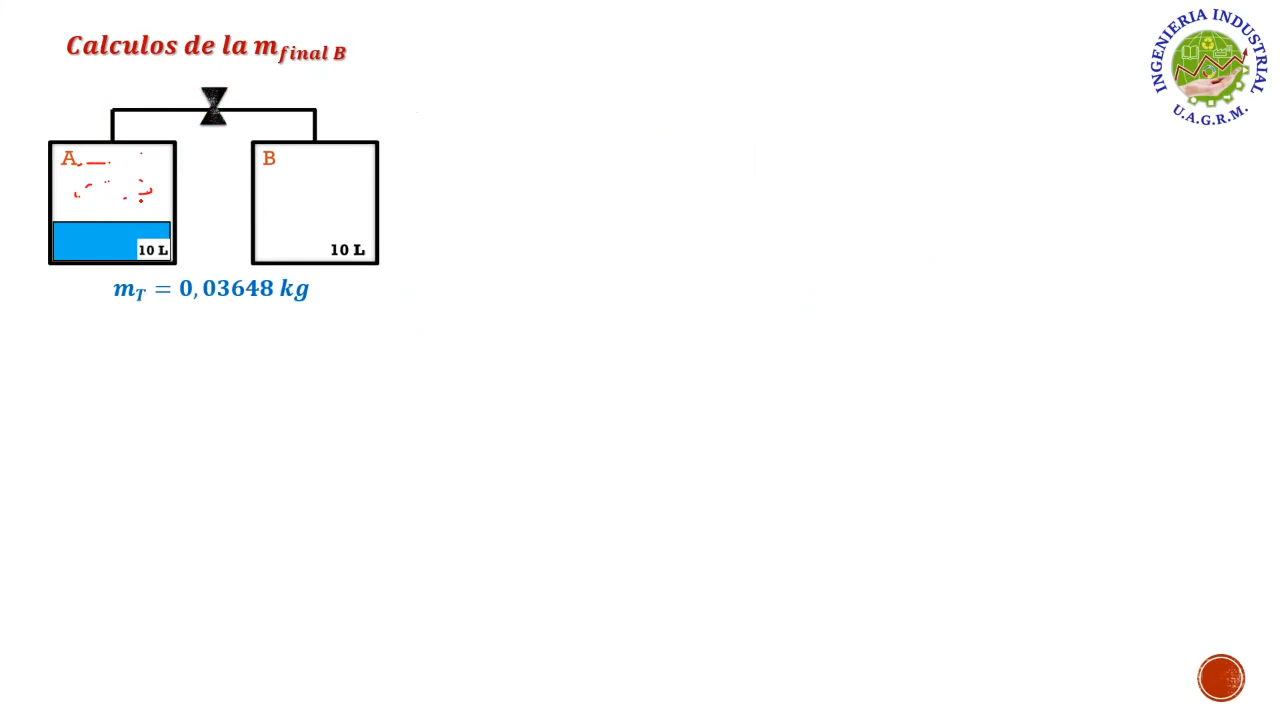 Calculos de la m_final B
A
10 L
B
10 L
m_T = 0,03648 kg
INGENIERIA INDUSTRIAL
U.A.G.R.M.